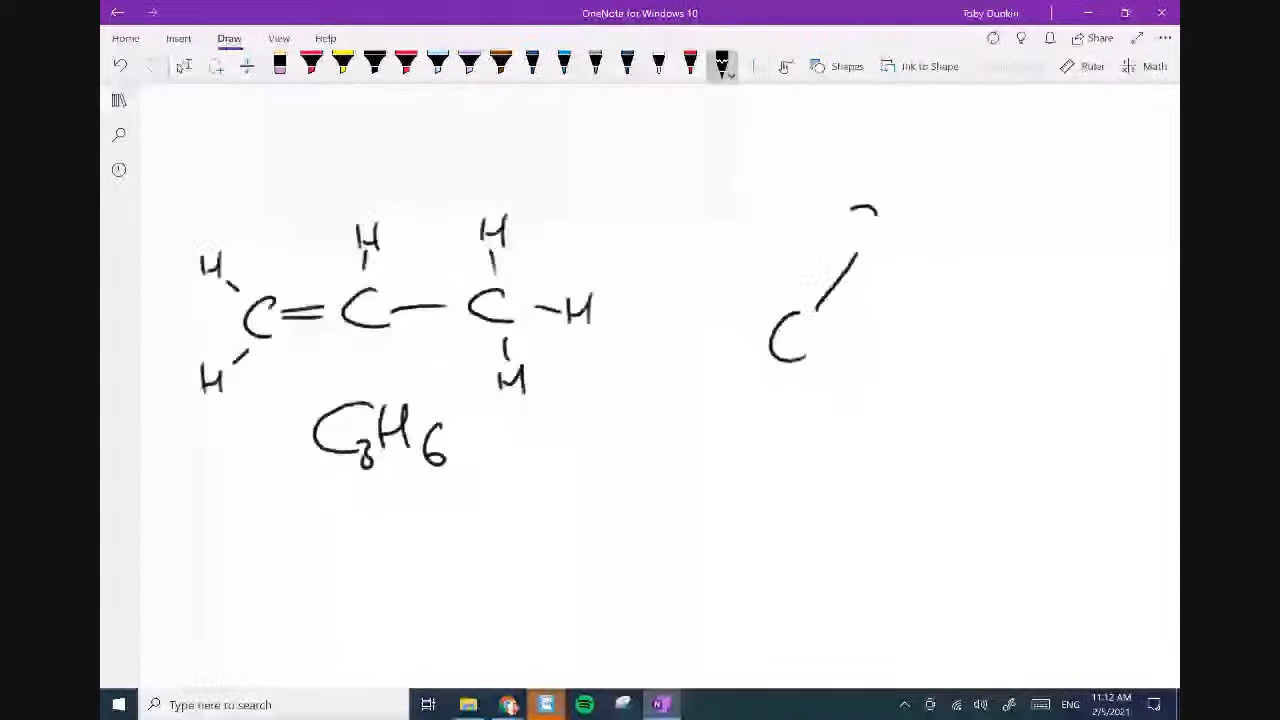 OneNote for Windows 10
Toby Dunkin
Home Insert Draw View Help
Share
Shapes Ink to Shape Ruler Math
H H H
H
C = C — C – H
H H
C3H6
C
Type here to search
ENG
11:12 AM
2/5/2021